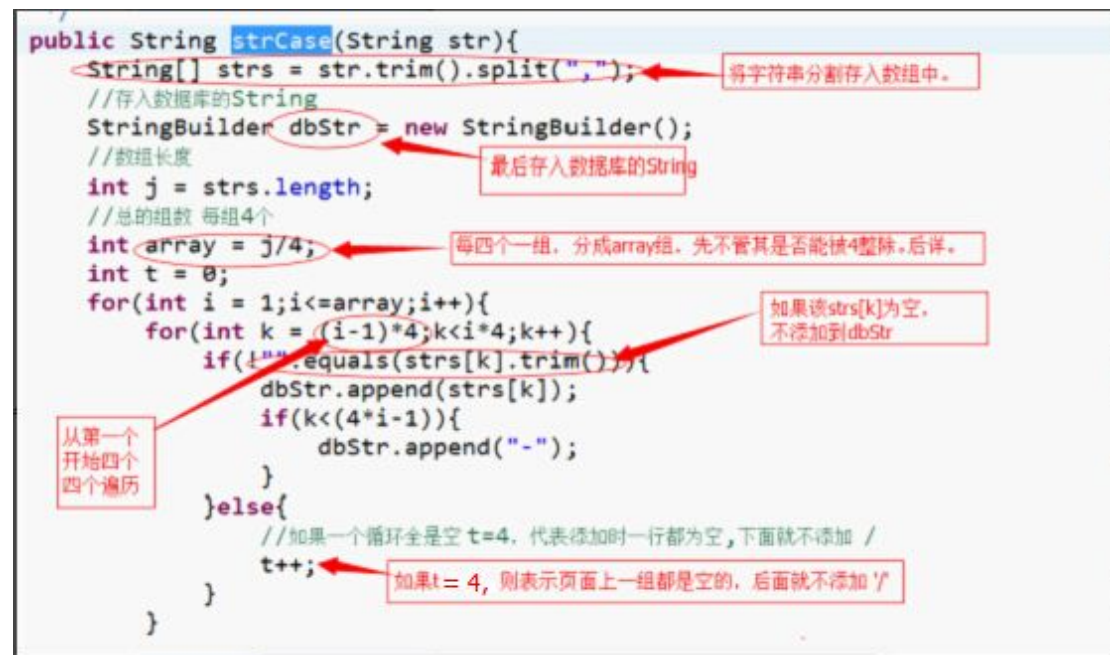 */
public String strCase(String str){
String[] strs = str.trim().split(","); 将字符串分割存入数组中。
//存入数据库的String
StringBuilder dbStr = new StringBuilder();
//数组长度
最后存入数据库的String
int j = strs.length;
//总的组数 每组4个
int array = j/4; 每四个一组，分成array组，先不管其是否能被4整除。后详。
int t = 0;
for(int i = 1;i<=array;i++){
如果该strs[k]为空，
不添加到dbStr
for(int k = (i-1)*4;k<i*4;k++){
if(!"".equals(strs[k].trim())){
dbStr.append(strs[k]);
if(k<(4*i-1)){
dbStr.append("-");
从第一个
开始四个
四个遍历
}
}else{
//如果一个循环全是空 t=4，代表添加时一行都为空,下面就不添加 /
t++; 如果t = 4, 则表示页面上一组都是空的，后面就不添加 '/'
}
}